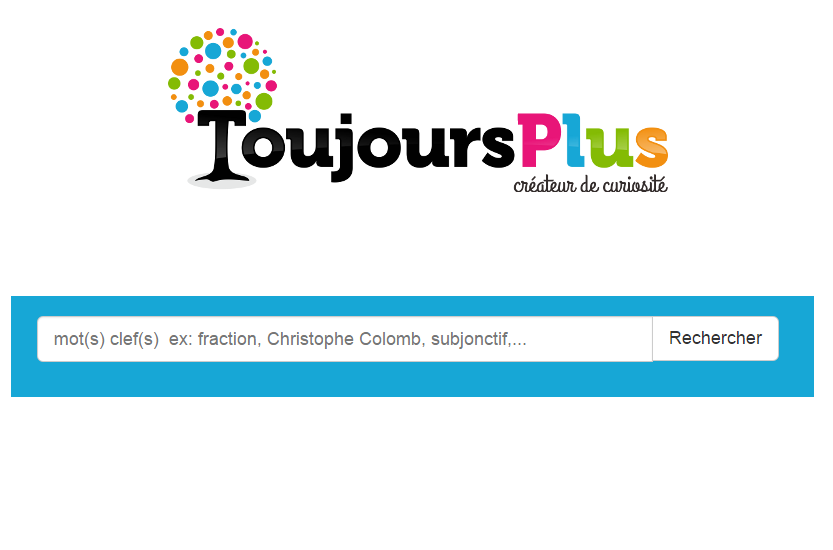 ToujoursPlus
créateur de curiosité
mot(s) clef(s)  ex: fraction, Christophe Colomb, subjonctif,...
Rechercher